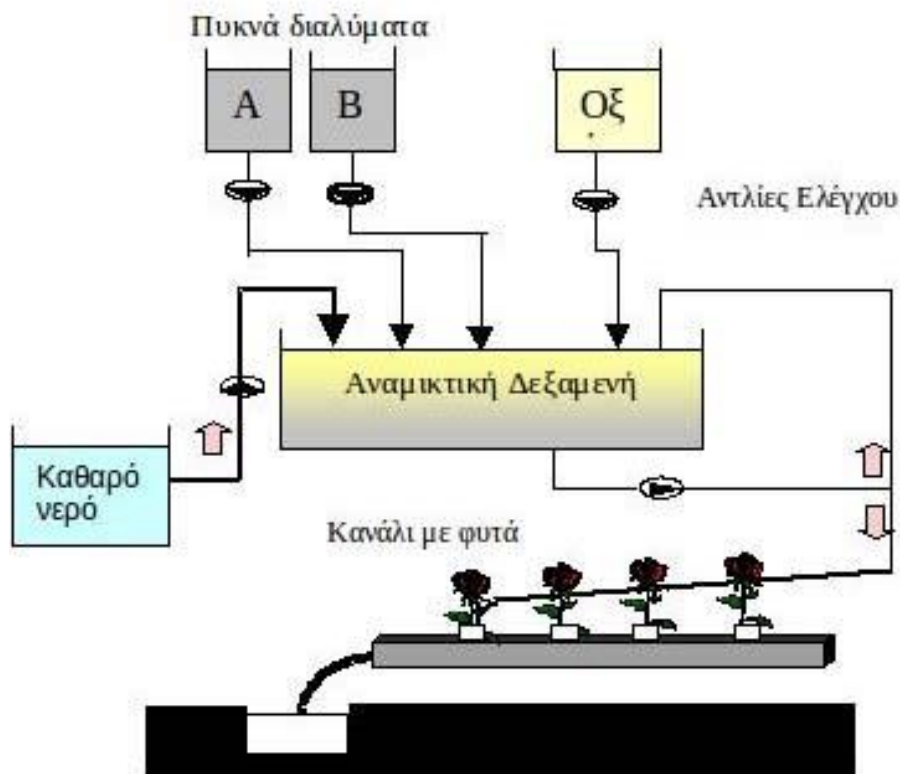 Πυκνά διαλύματα
Α
Β
Οξ
.
Αντλίες Ελέγχου
Αναμικτική Δεξαμενή
Καθαρό
νερό
Κανάλι με φυτά